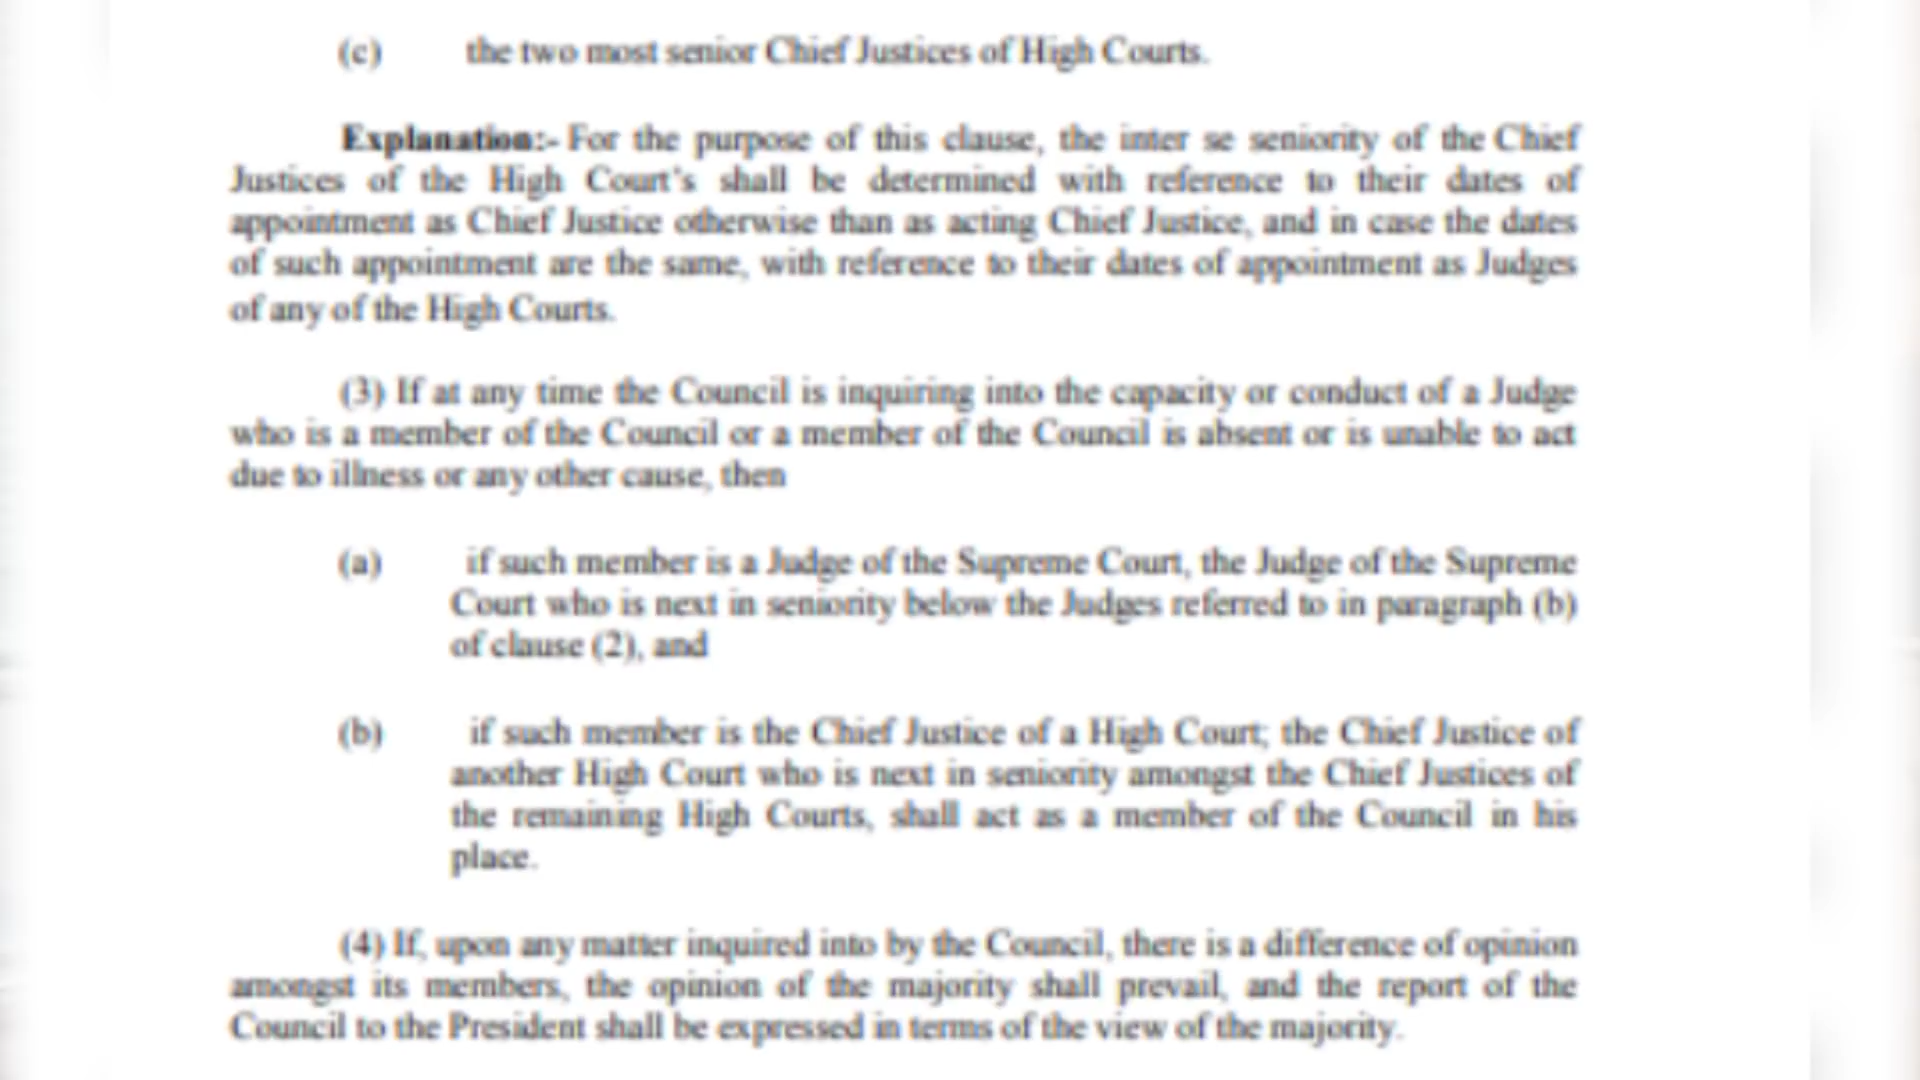 (c) the two most senior Chief Justices of High Courts.
Explanation:- For the purpose of this clause, the inter se seniority of the Chief
Justices of the High Court's shall be determined with reference to their dates of
appointment as Chief Justice otherwise than as acting Chief Justice, and in case the dates
of such appointment are the same, with reference to their dates of appointment as Judges
of any of the High Courts.
(3) If at any time the Council is inquiring into the capacity or conduct of a Judge
who is a member of the Council or a member of the Council is absent or is unable to act
due to illness or any other cause, then
(a) if such member is a Judge of the Supreme Court, the Judge of the Supreme
Court who is next in seniority below the Judges referred to in paragraph (b)
of clause (2), and
(b) if such member is the Chief Justice of a High Court; the Chief Justice of
another High Court who is next in seniority amongst the Chief Justices of
the remaining High Courts, shall act as a member of the Council in his
place.
(4) If, upon any matter inquired into by the Council, there is a difference of opinion
amongst its members, the opinion of the majority shall prevail, and the report of the
Council to the President shall be expressed in terms of the view of the majority.